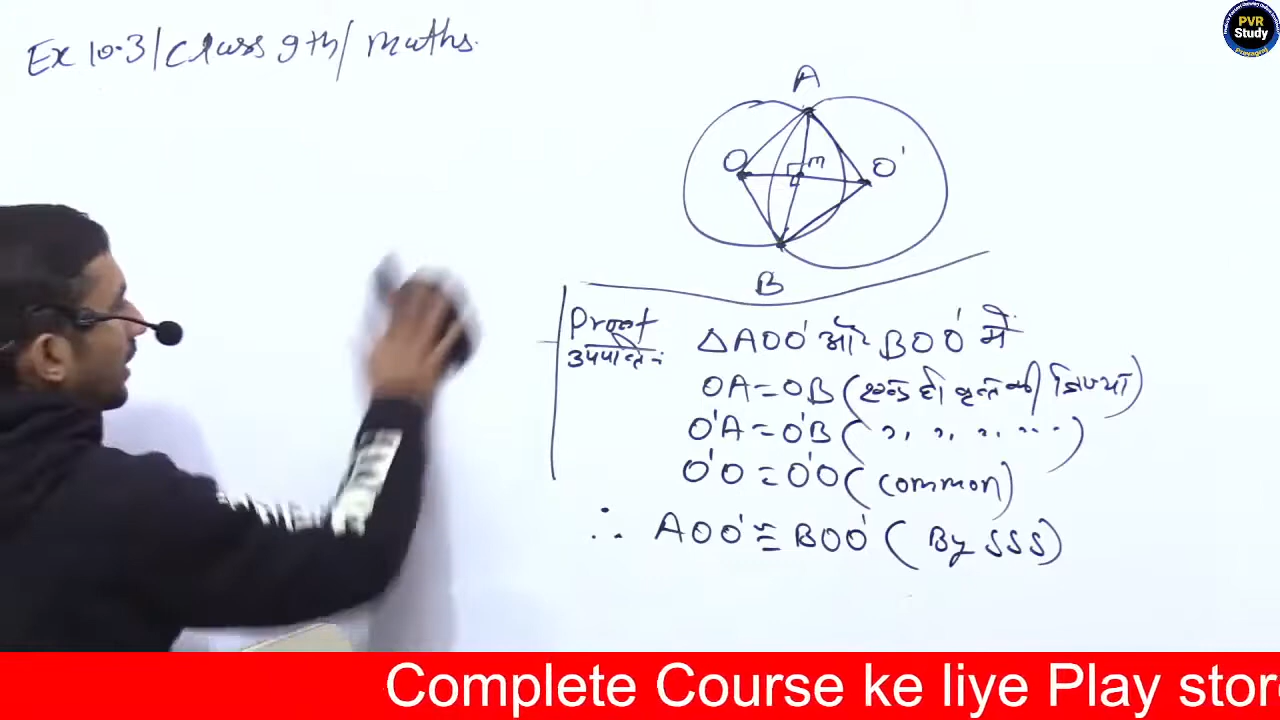 Ex 10.3/Class 9th/maths.
PVR
Study
Prayagraj
A
O
m
O'
B
Proof
उपपत्ति:-
△AOO' और BOO' में
OA=OB (एक ही वृत्त की त्रिज्या)
O'A=O'B ( ,, ,, ,, ...)
O'O=O'O (common)
∴ AOO' ≅ BOO' (By SSS)
Complete Course ke liye Play stor